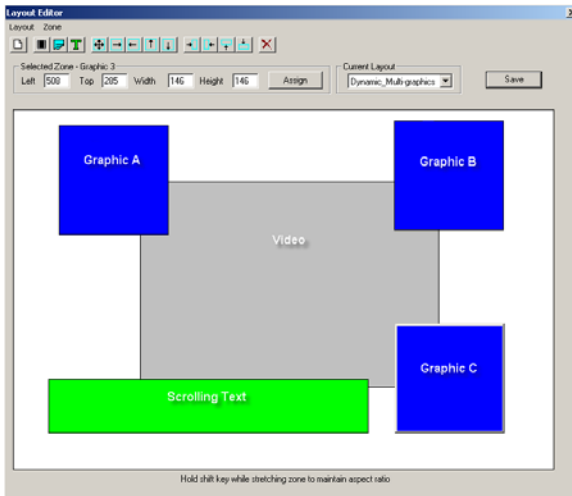 Layout Editor
Layout Zone
Selected Zone - Graphic 3
Left 508 Top 285 Width 146 Height 146 Assign
Current Layout
Dynamic_Multi-graphics
Save
Graphic A
Graphic B
Video
Graphic C
Scrolling Text
Hold shift key while stretching zone to maintain aspect ratio